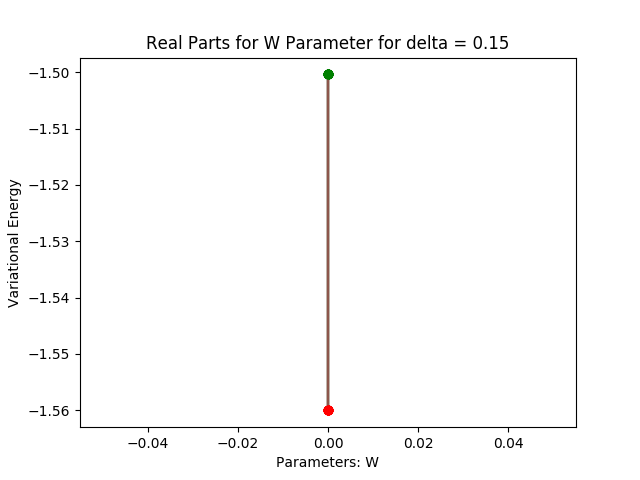 Real Parts for W Parameter for delta = 0.15
−1.50
−1.51
−1.52
−1.53
−1.54
−1.55
−1.56
Variational Energy
−0.04 −0.02 0.00 0.02 0.04
Parameters: W